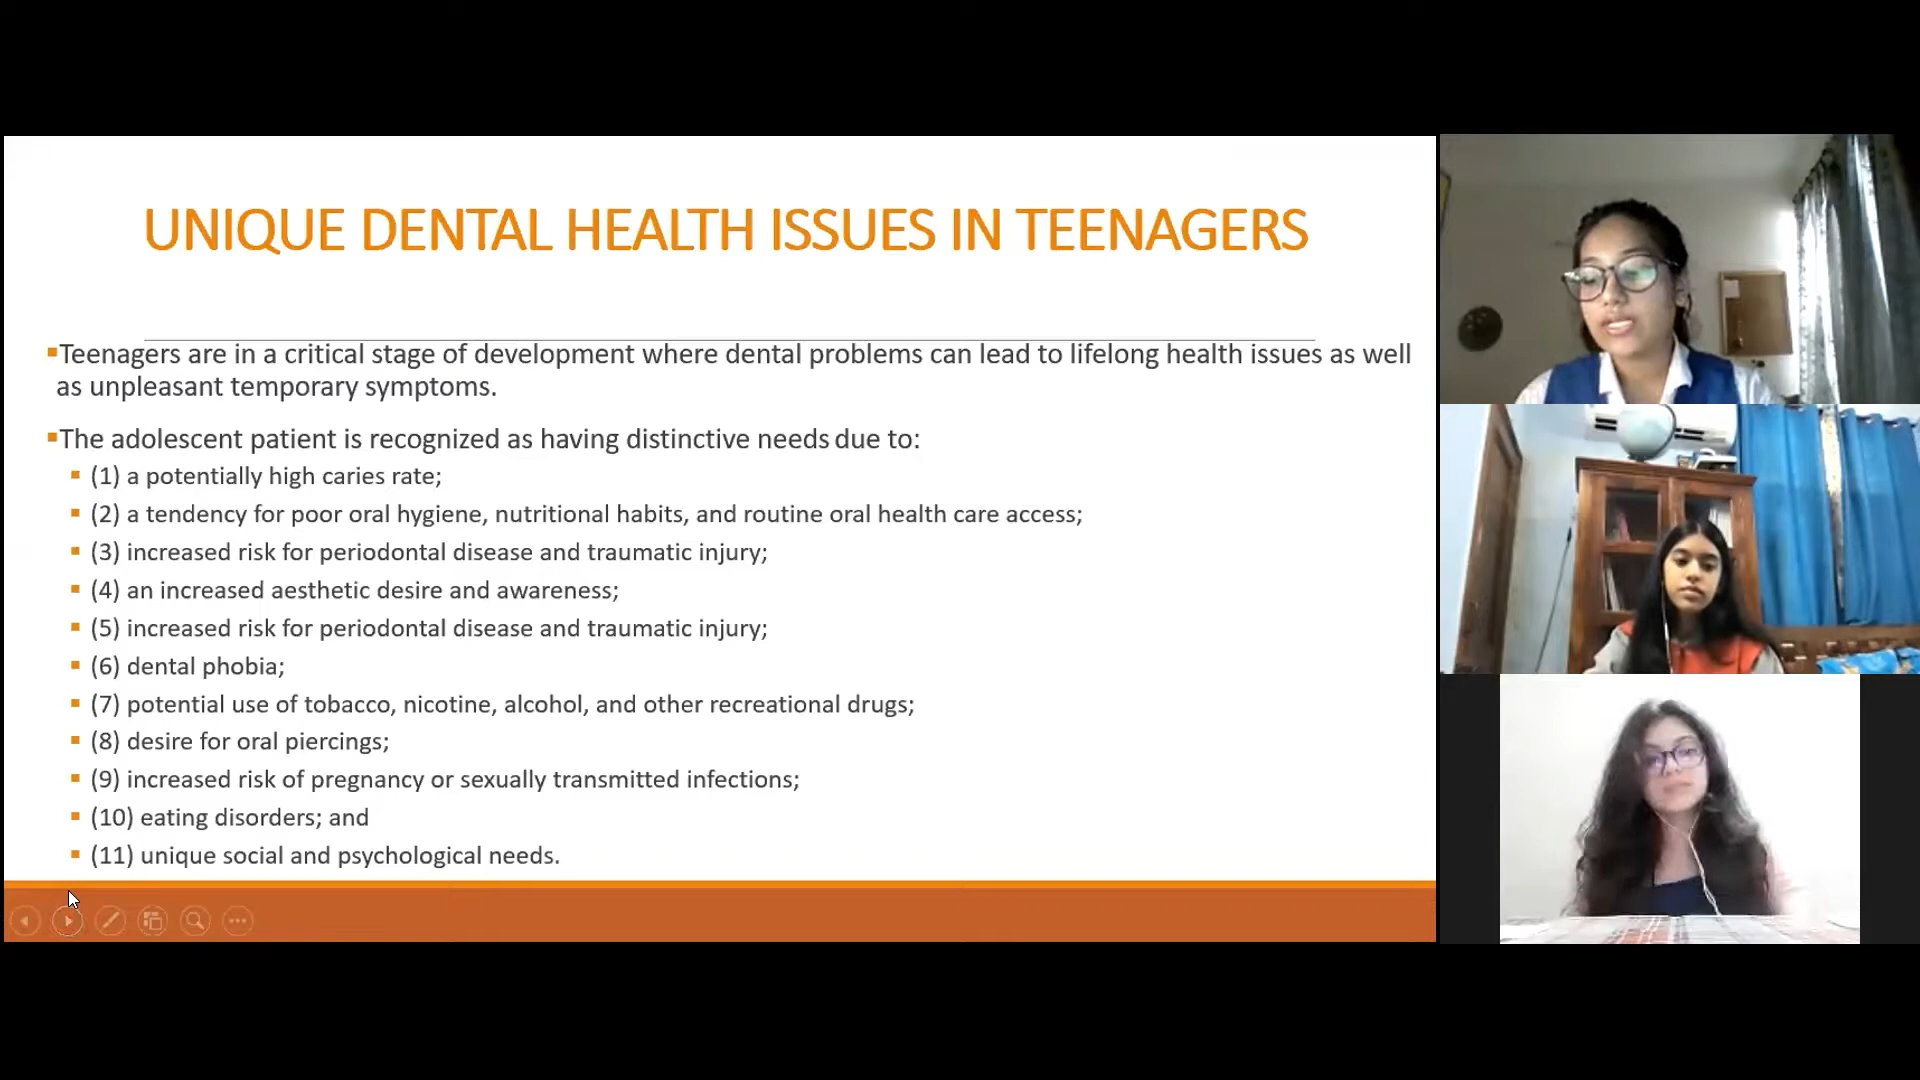 UNIQUE DENTAL HEALTH ISSUES IN TEENAGERS
Teenagers are in a critical stage of development where dental problems can lead to lifelong health issues as well
as unpleasant temporary symptoms.
The adolescent patient is recognized as having distinctive needs due to:
(1) a potentially high caries rate;
(2) a tendency for poor oral hygiene, nutritional habits, and routine oral health care access;
(3) increased risk for periodontal disease and traumatic injury;
(4) an increased aesthetic desire and awareness;
(5) increased risk for periodontal disease and traumatic injury;
(6) dental phobia;
(7) potential use of tobacco, nicotine, alcohol, and other recreational drugs;
(8) desire for oral piercings;
(9) increased risk of pregnancy or sexually transmitted infections;
(10) eating disorders; and
(11) unique social and psychological needs.